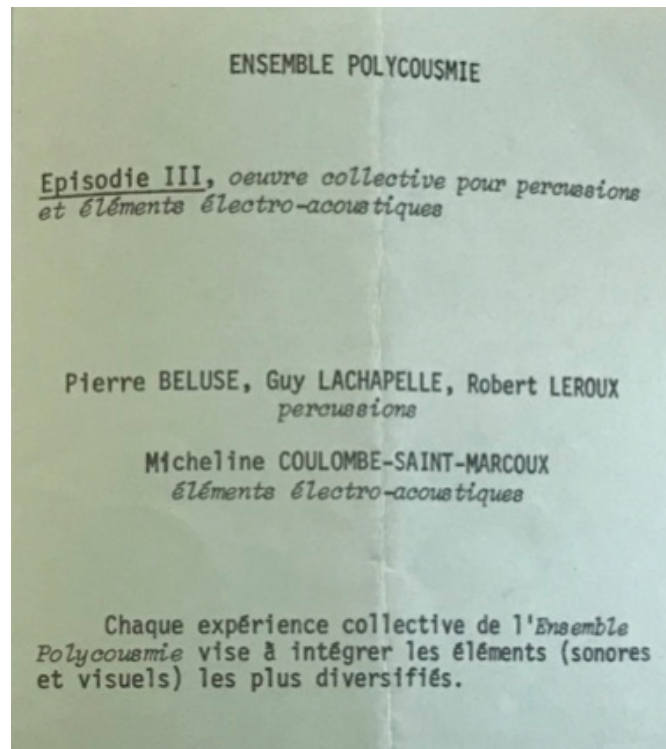 ENSEMBLE POLYCOUSMIE
Episodie III, oeuvre collective pour percussions
et éléments électro-acoustiques
Pierre BELUSE, Guy LACHAPELLE, Robert LEROUX
percussions
Micheline COULOMBE-SAINT-MARCOUX
éléments électro-acoustiques
Chaque expérience collective de l'Ensemble
Polycousmie vise à intégrer les éléments (sonores
et visuels) les plus diversifiés.